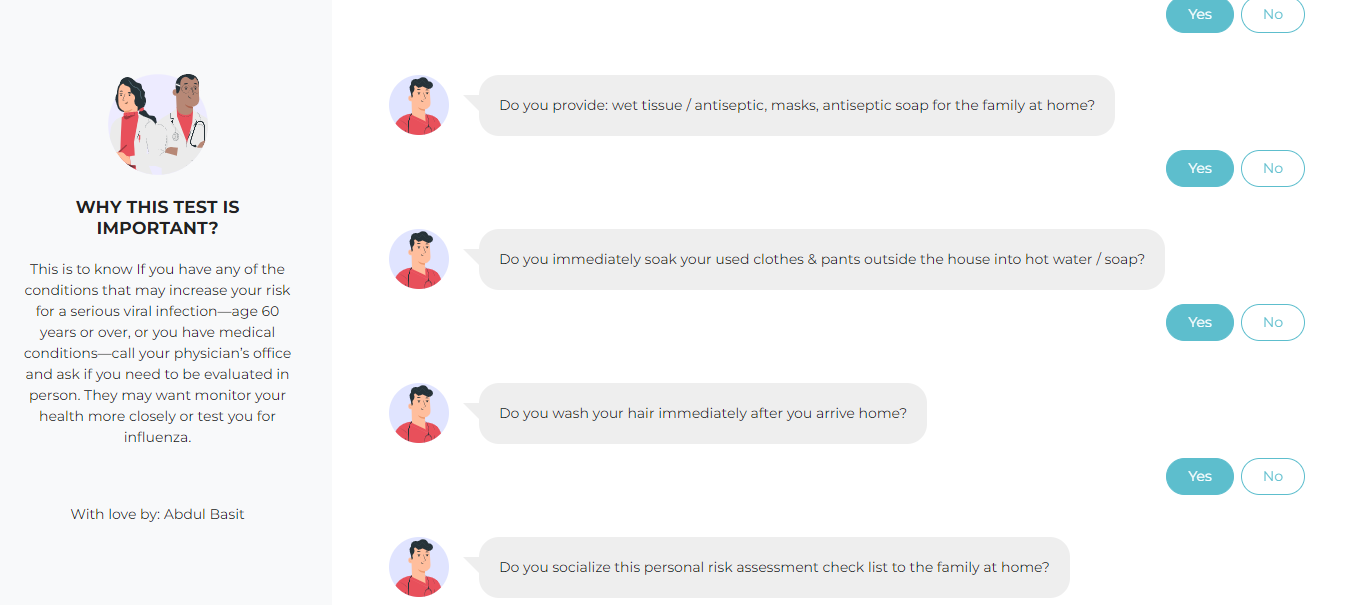 Yes No
Do you provide: wet tissue / antiseptic, masks, antiseptic soap for the family at home?
Yes No
Do you immediately soak your used clothes & pants outside the house into hot water / soap?
Yes No
Do you wash your hair immediately after you arrive home?
Yes No
Do you socialize this personal risk assessment check list to the family at home?
WHY THIS TEST IS
IMPORTANT?
This is to know If you have any of the
conditions that may increase your risk
for a serious viral infection—age 60
years or over, or you have medical
conditions—call your physician’s office
and ask if you need to be evaluated in
person. They may want monitor your
health more closely or test you for
influenza.
With love by: Abdul Basit